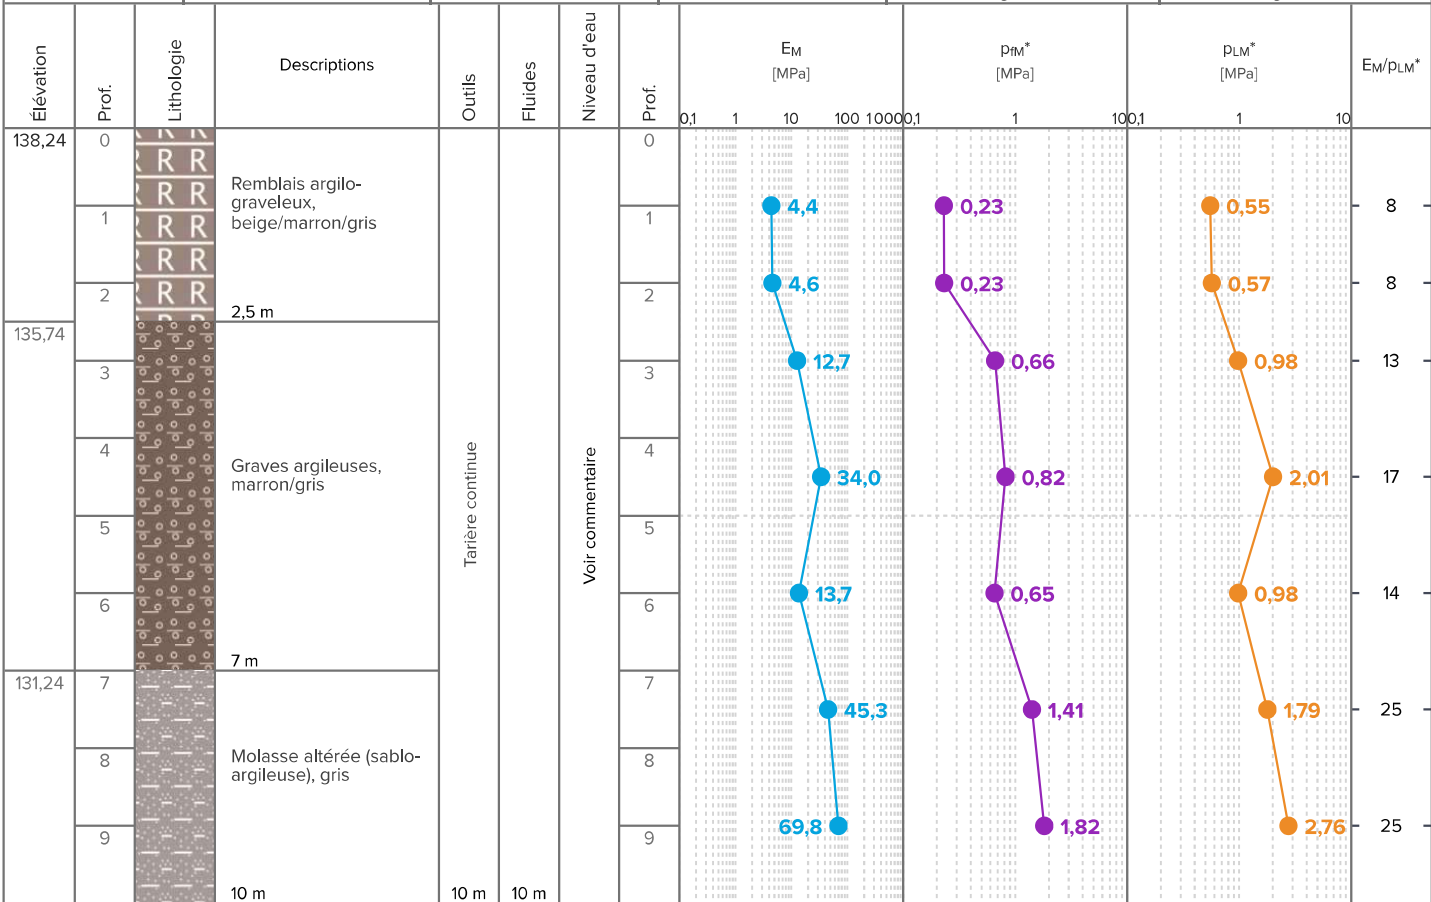 Élévation
Prof.
Lithologie
Descriptions
Outils
Fluides
Niveau d'eau
Prof.
EM
[MPa]
pfM*
[MPa]
pLM*
[MPa]
EM/pLM*
0,1 1 10 100 1000
0,1 1 10
0,1 1 10
138,24
135,74
131,24
0
1
2
3
4
5
6
7
8
9
R R
R R
R R
R R
R R
Remblais argilo-
graveleux,
beige/marron/gris
2,5 m
Graves argileuses,
marron/gris
7 m
Molasse altérée (sablo-
argileuse), gris
10 m
Tarière continue
10 m
10 m
Voir commentaire
0
1
2
3
4
5
6
7
8
9
4,4 0,23 0,55 8
4,6 0,23 0,57 8
12,7 0,66 0,98 13
34,0 0,82 2,01 17
13,7 0,65 0,98 14
45,3 1,41 1,79 25
69,8 1,82 2,76 25